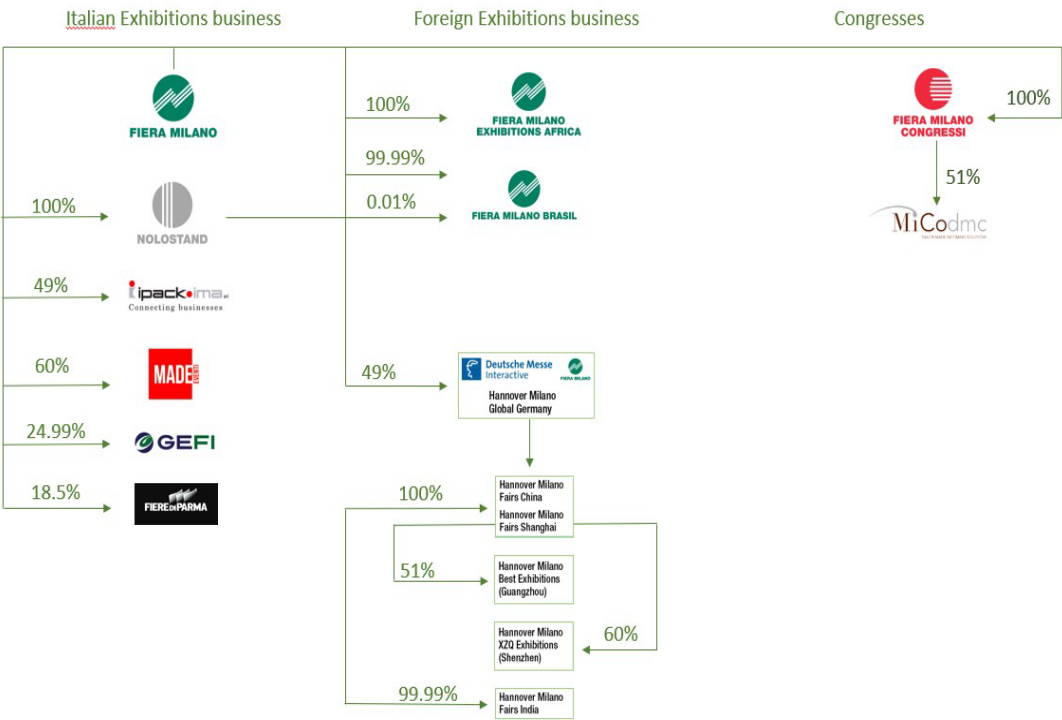 Italian Exhibitions business
Foreign Exhibitions business
Congresses
FIERA MILANO
100%
NOLOSTAND
49%
ipack•ima
Connecting businesses
60%
MADE
EVENTI
24.99%
GEFI
18.5%
FIERE DI PARMA
100%
FIERA MILANO
EXHIBITIONS AFRICA
99.99%
0.01%
FIERA MILANO BRASIL
49%
Deutsche Messe
Interactive
FIERA MILANO
Hannover Milano
Global Germany
100%
Hannover Milano
Fairs China
Hannover Milano
Fairs Shanghai
51%
Hannover Milano
Best Exhibitions
(Guangzhou)
Hannover Milano
XZQ Exhibitions
(Shenzhen)
60%
99.99%
Hannover Milano
Fairs India
FIERA MILANO
CONGRESSI
100%
51%
MiCodmc